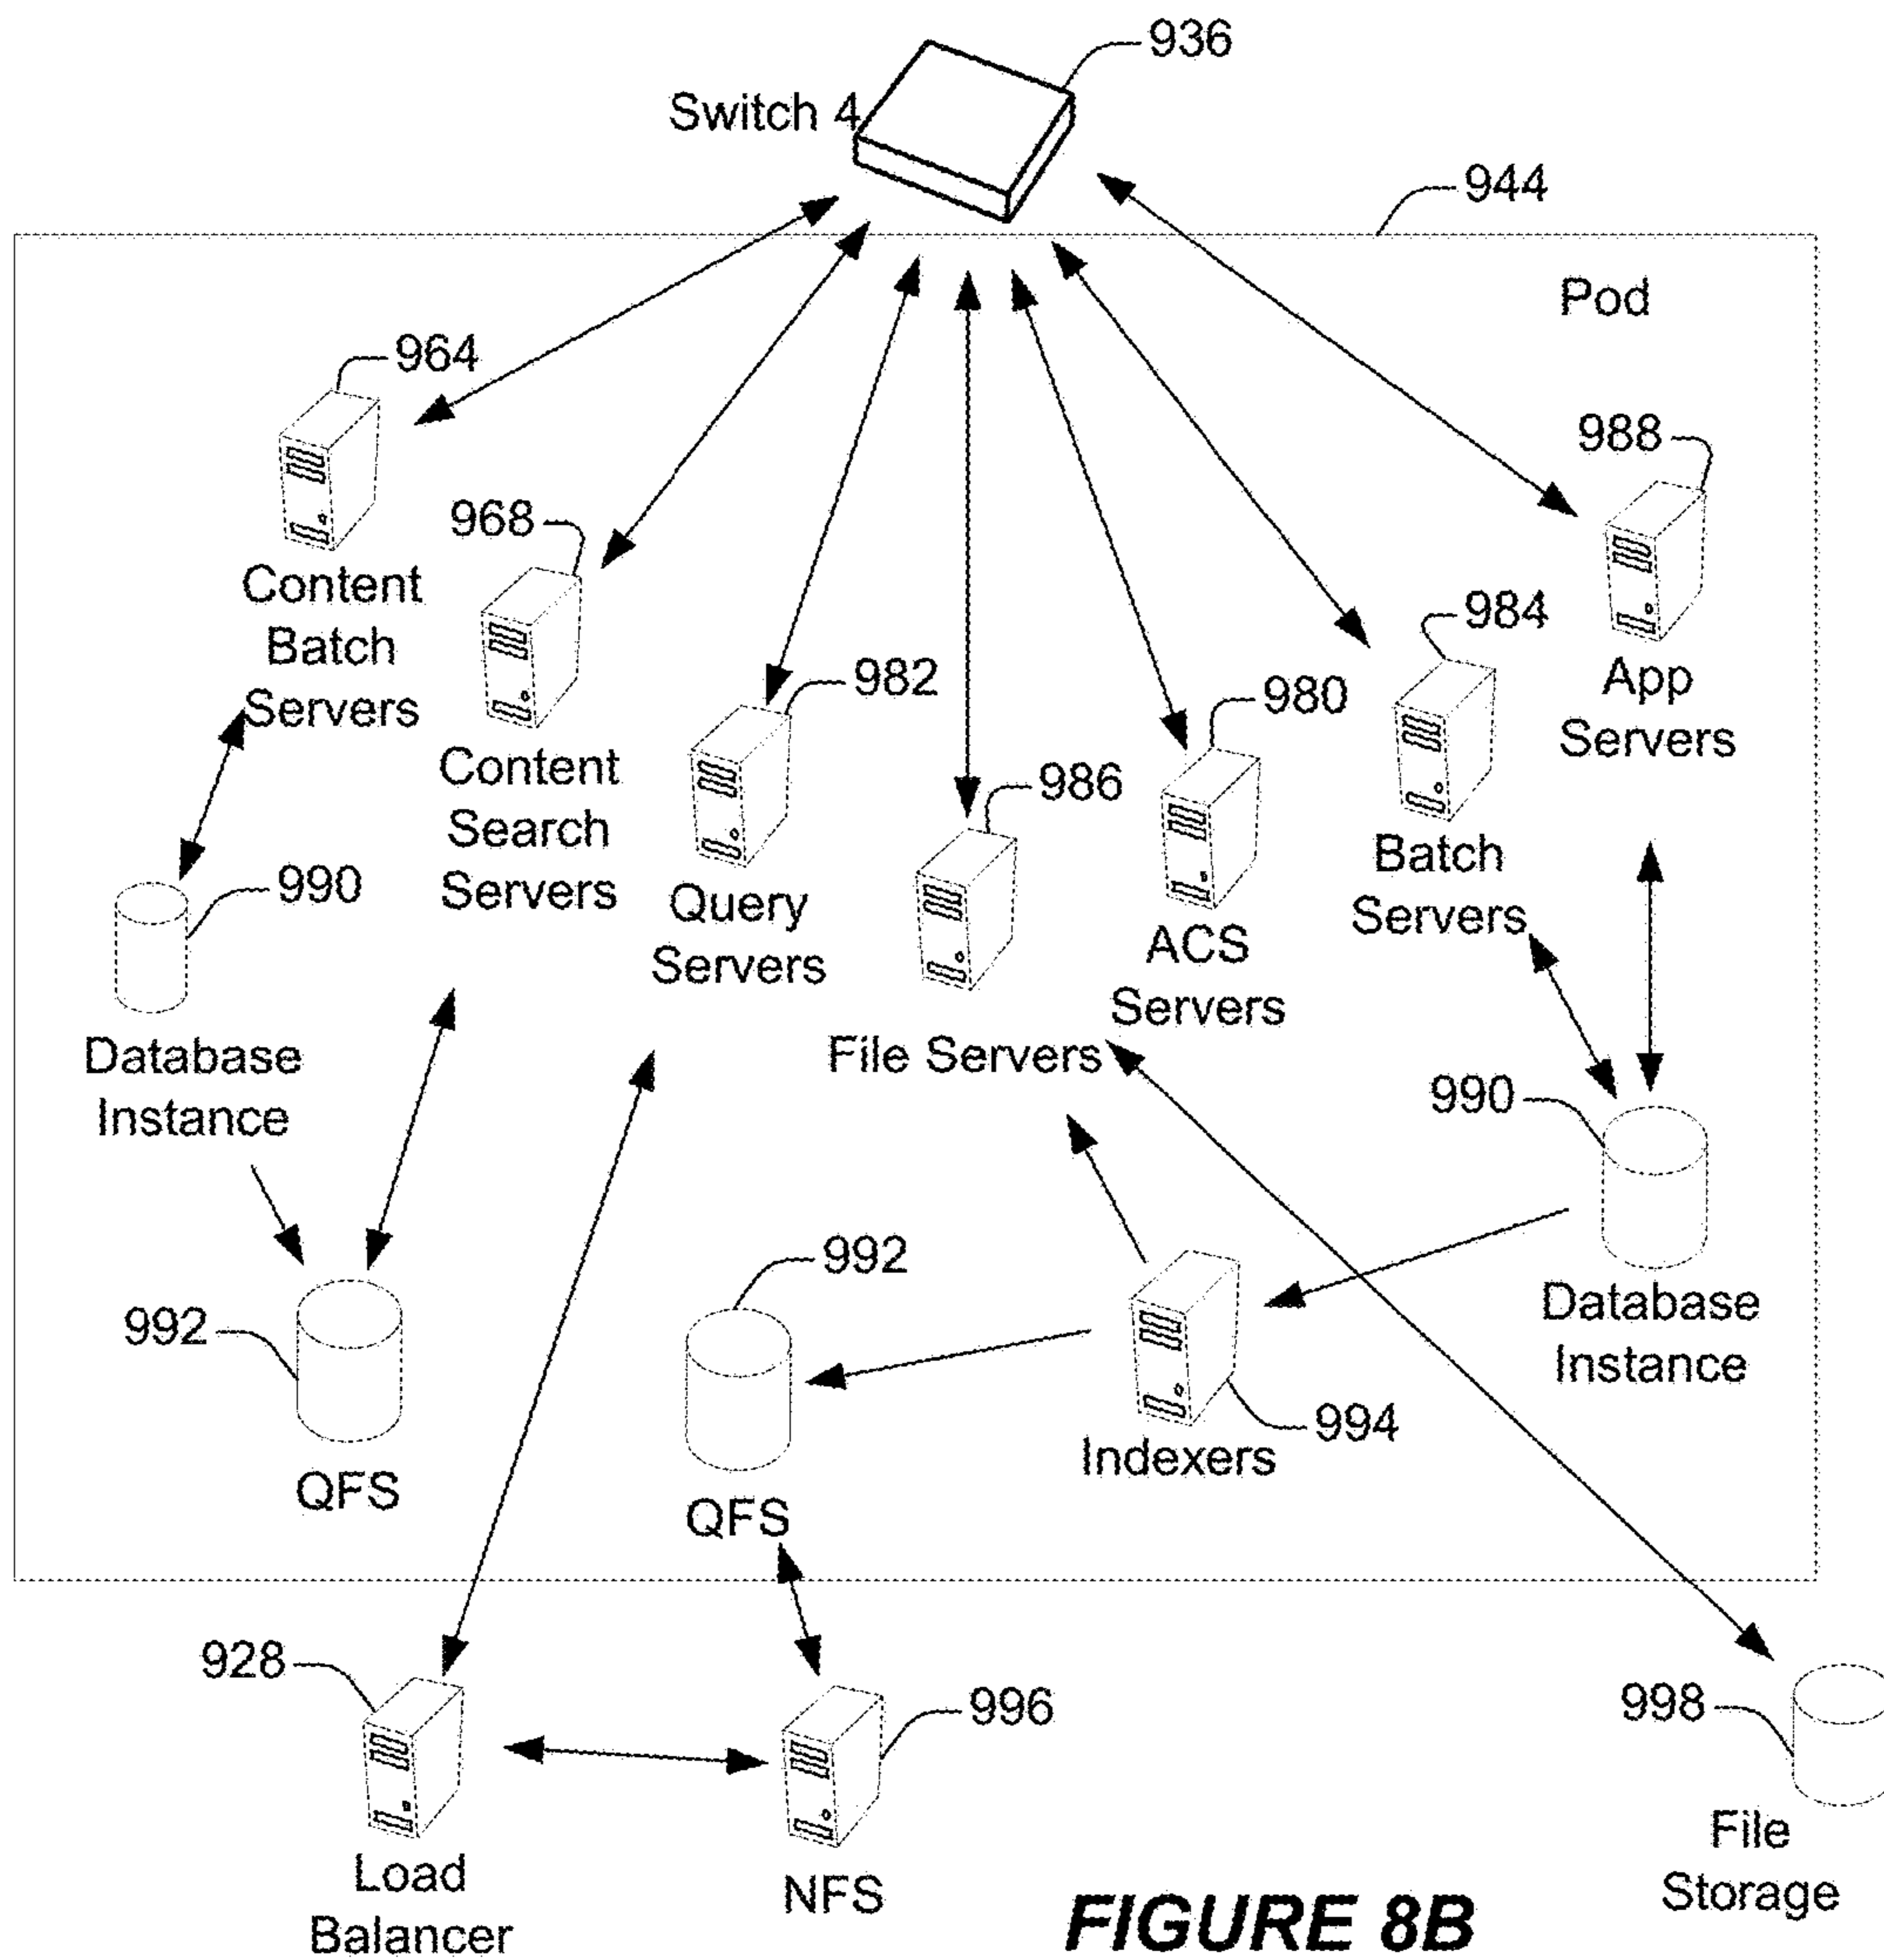 936
Switch 4
944
Pod
964
988
968
Content
Batch
Servers
984
982
980
App
Servers
Content
Search
Servers
986
990
Batch
Servers
Query
Servers
ACS
Servers
Database
Instance
File Servers
990
992
992
Database
Instance
994
Indexers
QFS
QFS
928
996
998
Load
Balancer
NFS
File
Storage
FIGURE 8B